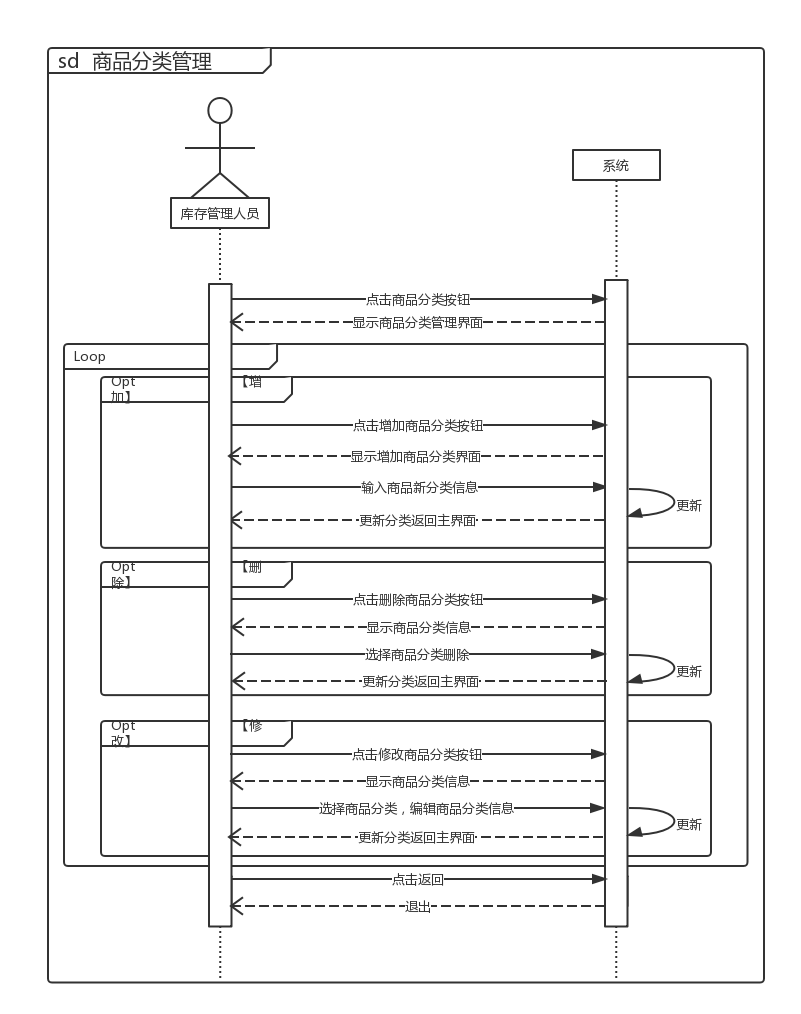 sd 商品分类管理
系统
库存管理人员
点击商品分类按钮
显示商品分类管理界面
Loop
Opt 【增
加】
点击增加商品分类按钮
显示增加商品分类界面
输入商品新分类信息
更新
更新分类返回主界面
Opt 【删
除】
点击删除商品分类按钮
显示商品分类信息
选择商品分类删除
更新
更新分类返回主界面
Opt 【修
改】
点击修改商品分类按钮
显示商品分类信息
选择商品分类，编辑商品分类信息
更新
更新分类返回主界面
点击返回
退出